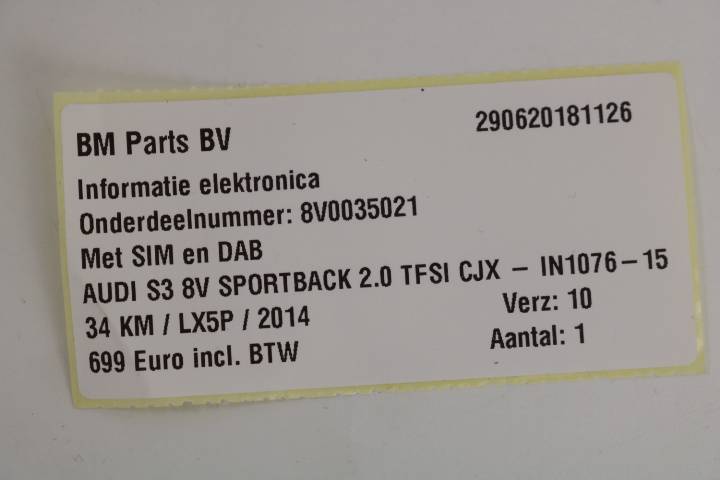 BM Parts BV 290620181126
Informatie elektronica
Onderdeelnummer: 8V0035021
Met SIM en DAB
AUDI S3 8V SPORTBACK 2.0 TFSI CJX – IN1076–15
34 KM / LX5P / 2014 Verz: 10
699 Euro incl. BTW Aantal: 1